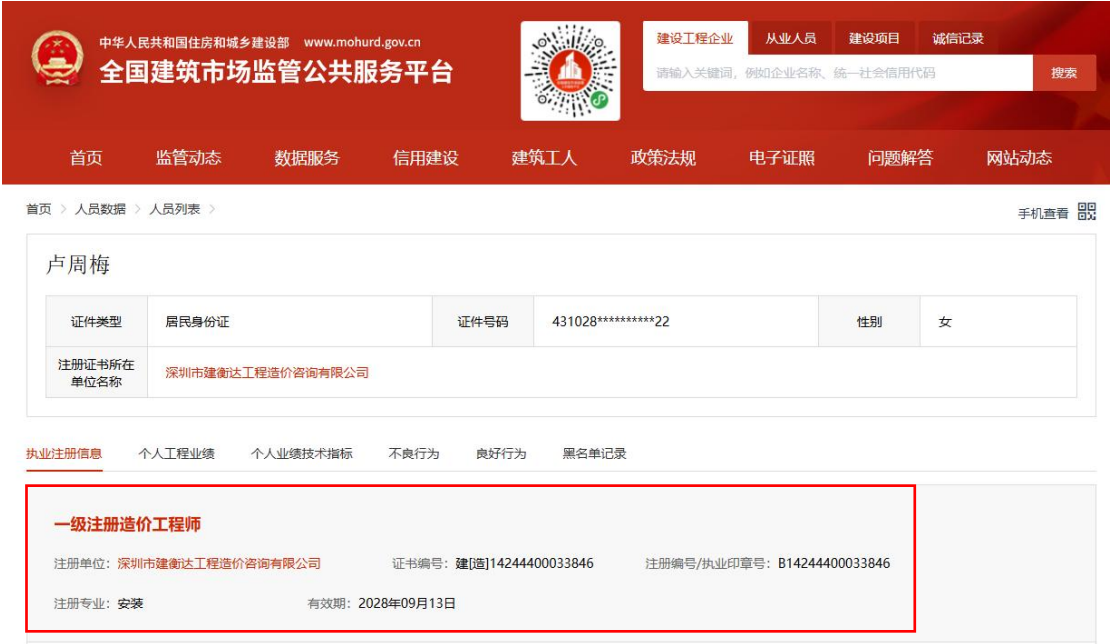 中华人民共和国住房和城乡建设部 www.mohurd.gov.cn
全国建筑市场监管公共服务平台
建设工程企业 从业人员 建设项目 诚信记录
请输入关键词，例如企业名称、统一社会信用代码 搜索
首页 监管动态 数据服务 信用建设 建筑工人 政策法规 电子证照 问题解答 网站动态
首页 > 人员数据 > 人员列表 >
手机查看
卢周梅
证件类型 居民身份证 证件号码 431028**********22 性别 女
注册证书所在
单位名称
深圳市建衡达工程造价咨询有限公司
执业注册信息 个人工程业绩 个人业绩技术指标 不良行为 良好行为 黑名单记录
一级注册造价工程师
注册单位：深圳市建衡达工程造价咨询有限公司 证书编号：建[造]14244400033846 注册编号/执业印章号：B14244400033846
注册专业：安装 有效期：2028年09月13日